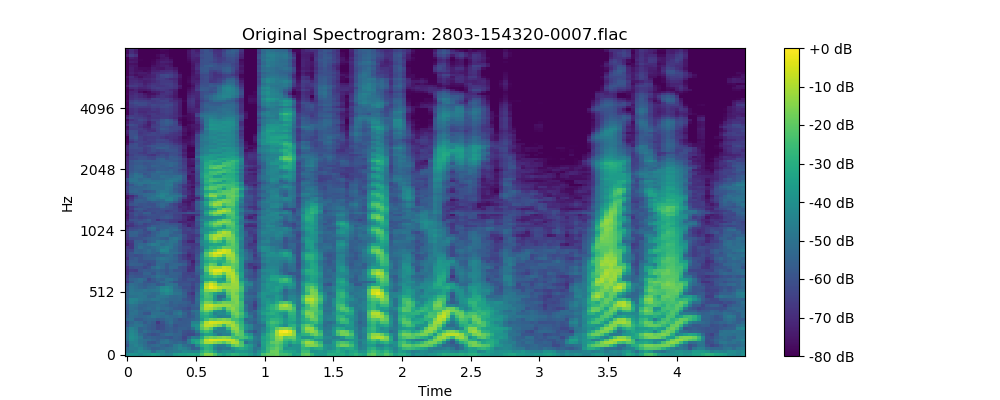 Original Spectrogram: 2803-154320-0007.flac
Hz
4096
2048
1024
512
0
0 0.5 1 1.5 2 2.5 3 3.5 4
Time
+0 dB
-10 dB
-20 dB
-30 dB
-40 dB
-50 dB
-60 dB
-70 dB
-80 dB